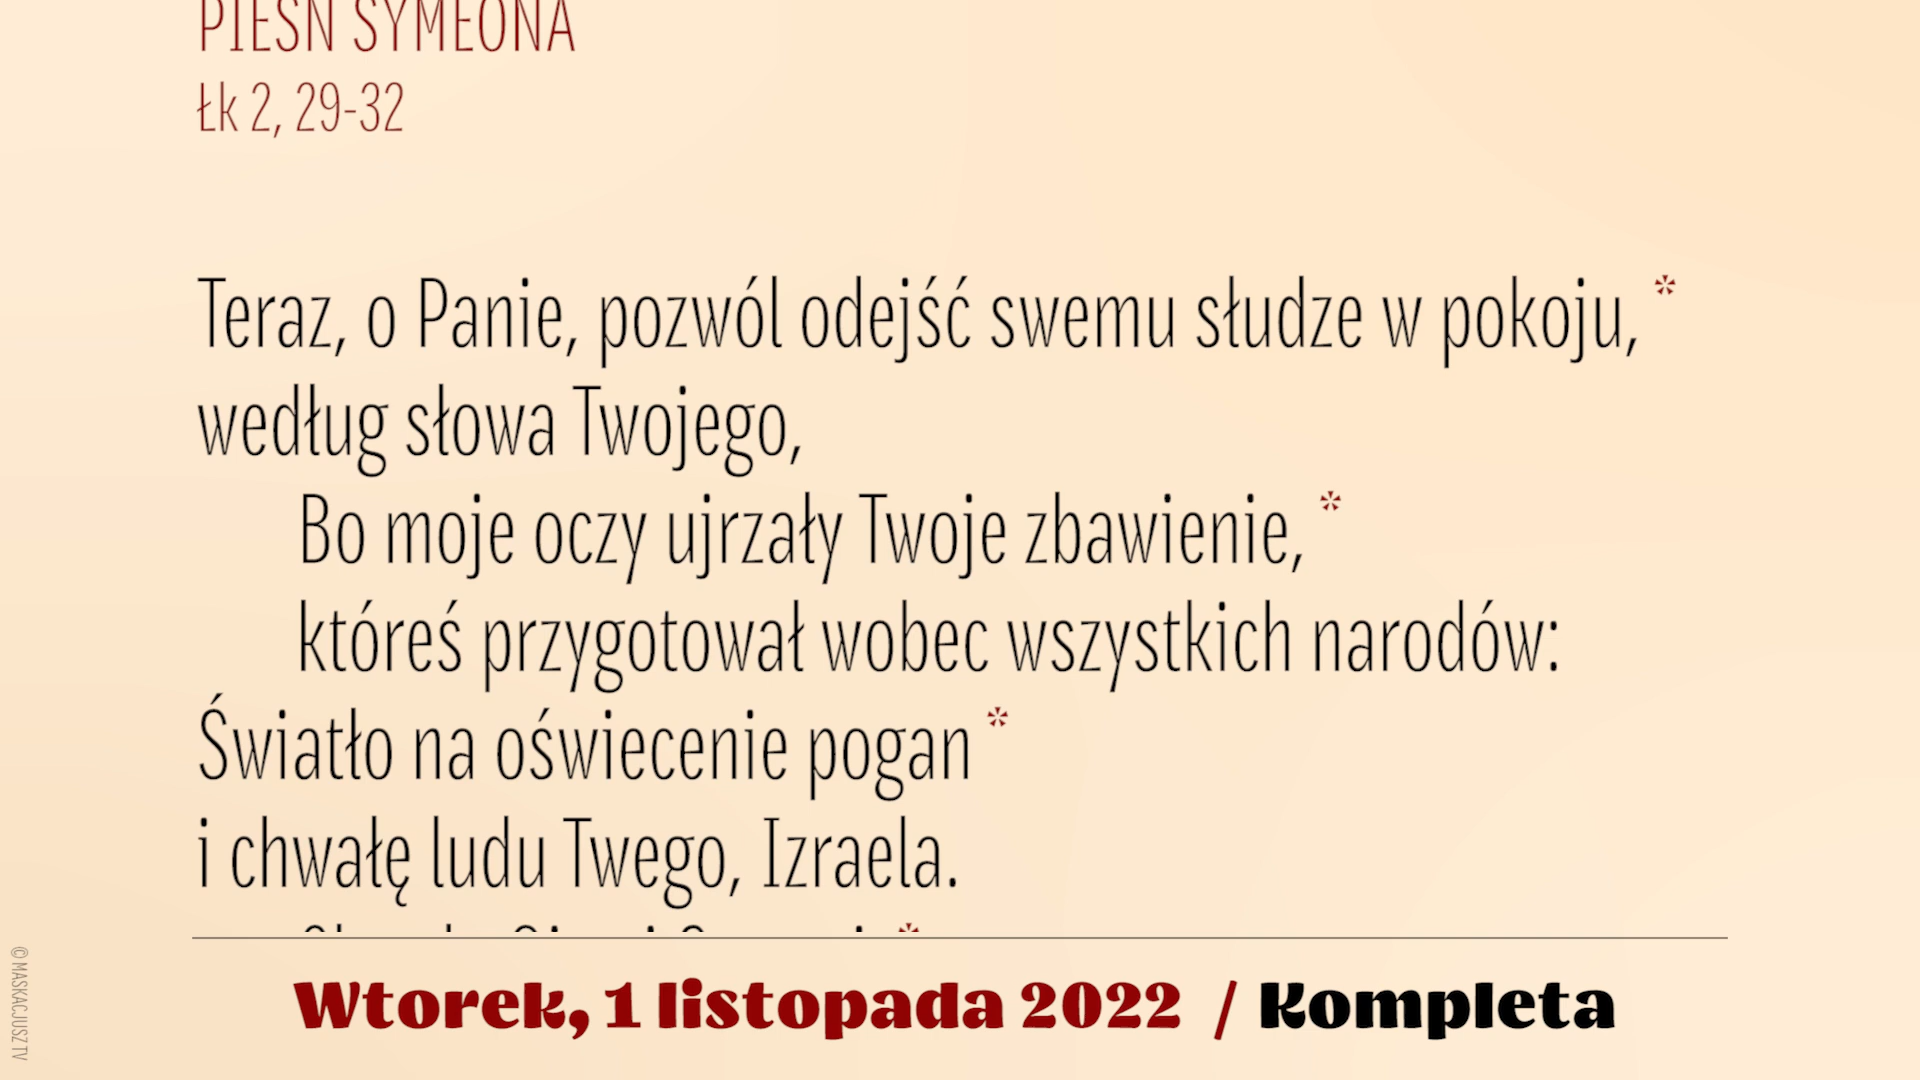 PIEŚŃ SYMEONA
Łk 2, 29-32
Teraz, o Panie, pozwól odejść swemu słudze w pokoju, *
według słowa Twojego,
Bo moje oczy ujrzały Twoje zbawienie, *
któreś przygotował wobec wszystkich narodów:
Światło na oświecenie pogan *
i chwałę ludu Twego, Izraela.
Wtorek, 1 listopada 2022 / Kompleta
© MASKACJUSZ TV